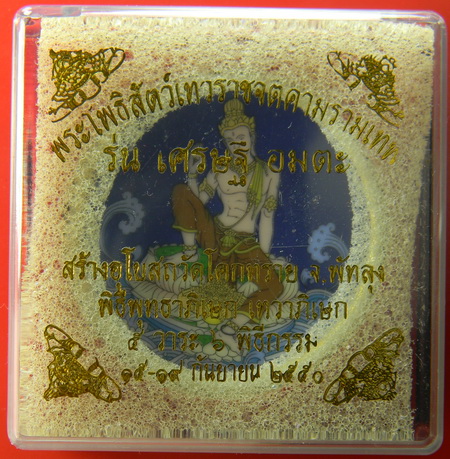 พระโพธิสัตว์เทวราชจตุคามรามเทพ
รุ่น เศรษฐี อมตะ
สร้างอุโบสถวัดโคกทราย จ.พัทลุง
พิธีพุทธาภิเษก เทวาภิเษก
๕ วาระ ๑ พิธีกรรม
๑๕-๑๙ กันยายน ๒๕๕๐